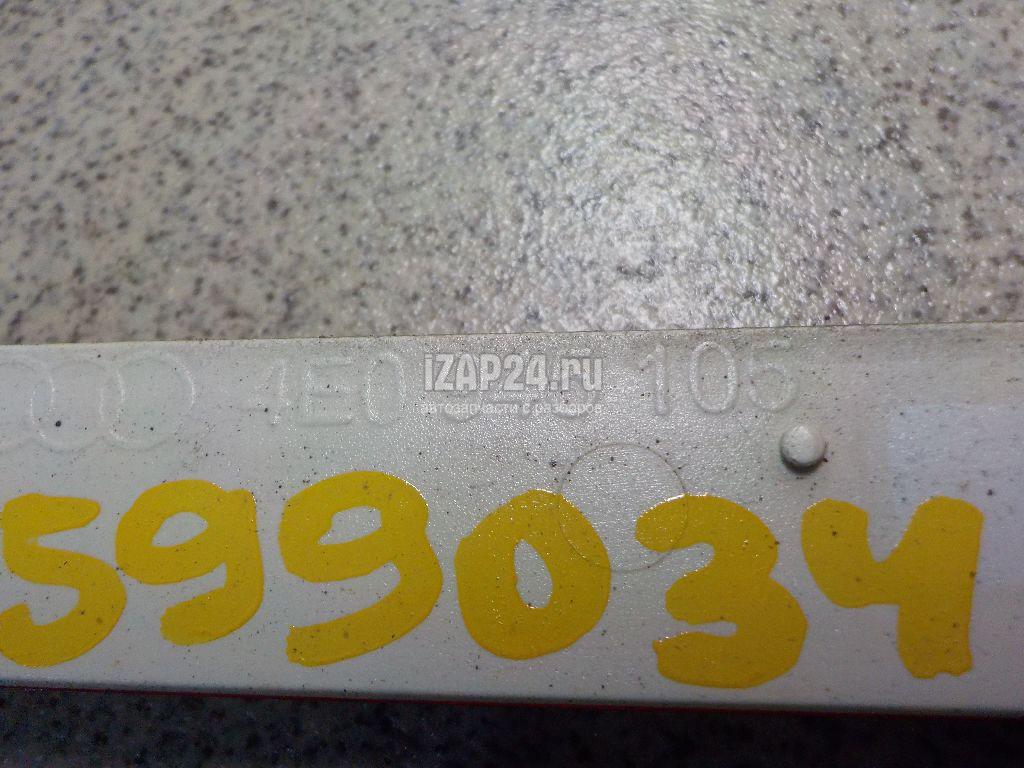 4E0 105
iZAP24.ru
автозапчасти с разборов
599034